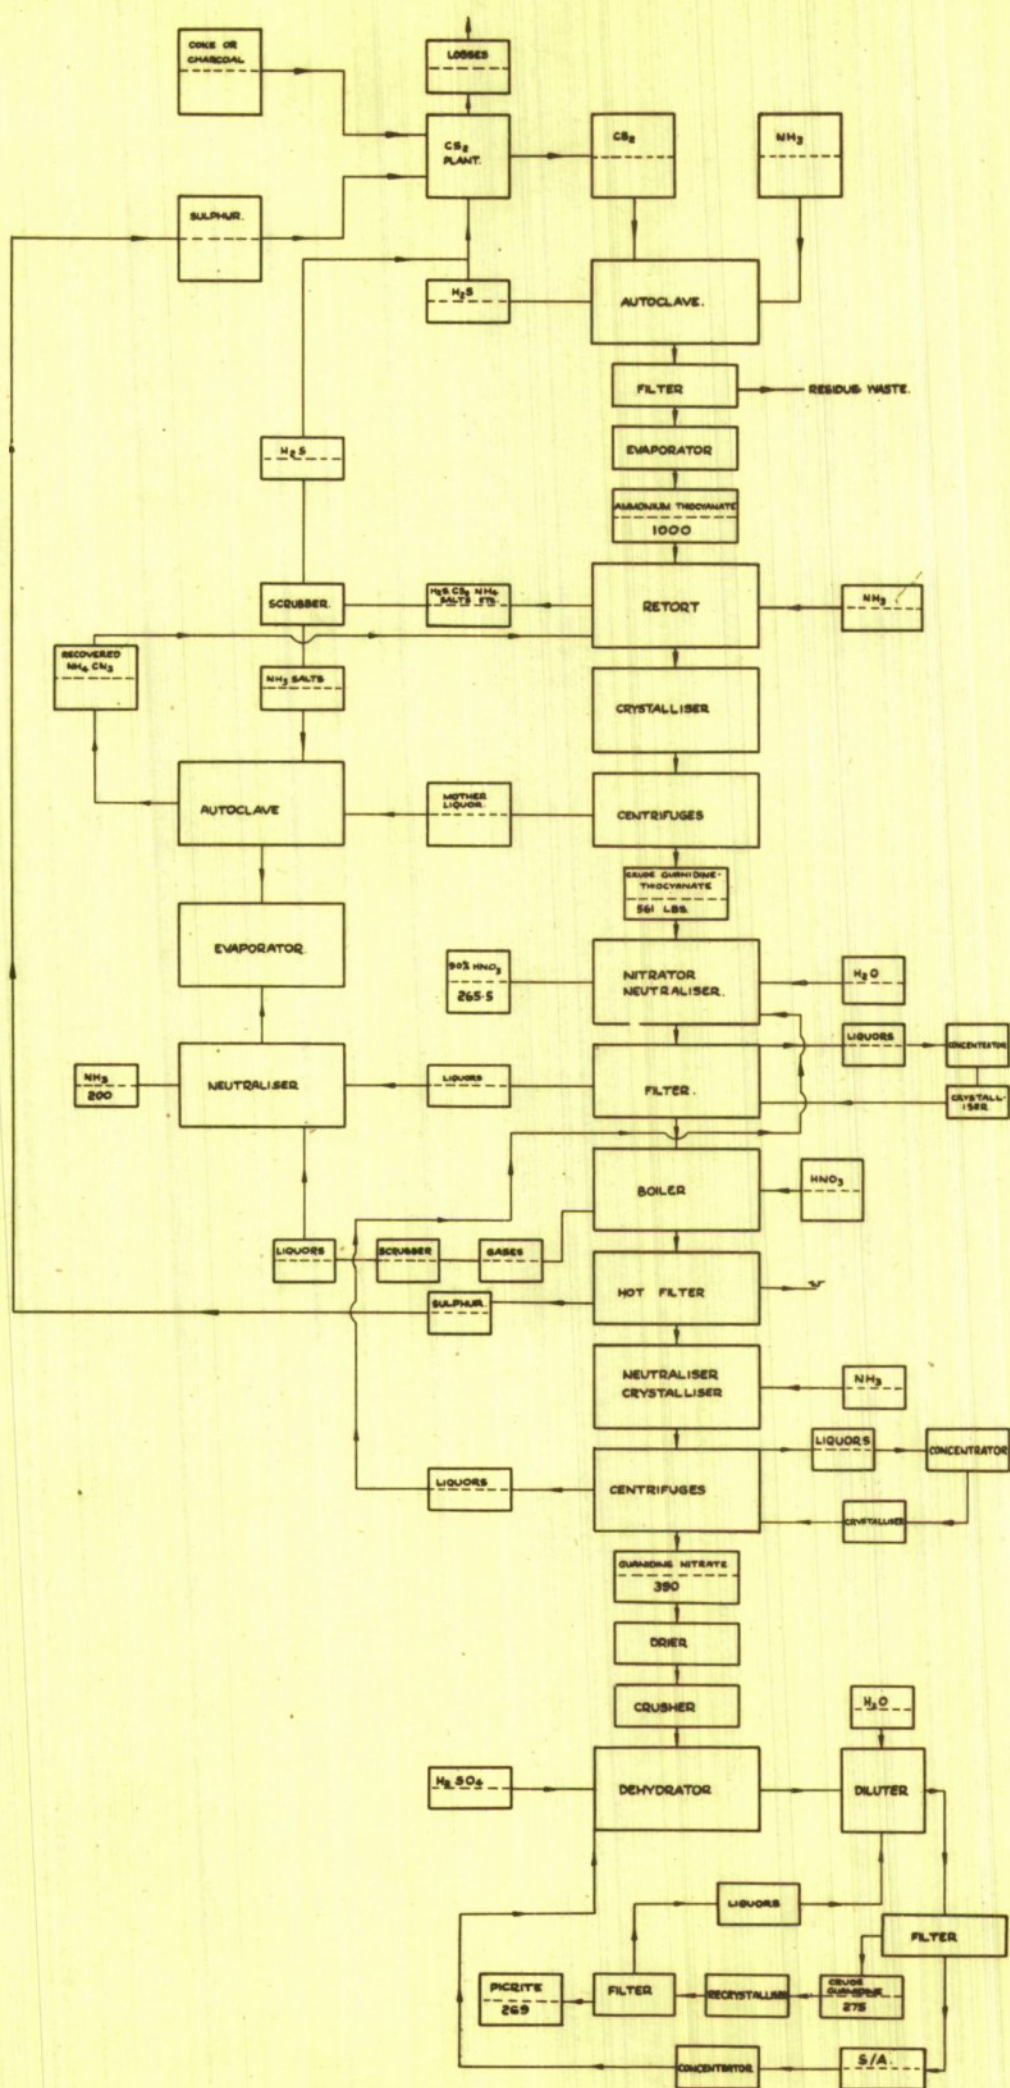 COKE OR
CHARCOAL
LOSSES
CS2
PLANT.
CS2
NH3
SULPHUR.
H2S
AUTOCLAVE.
FILTER
RESIDUE WASTE.
EVAPORATOR
H2S
AMMONIUM THIOCYANATE
1000
SCRUBBER.
H2S CS2 NH4
SALTS ETC.
RETORT
NH3
RECOVERED
NH4 CN3
NH3 SALTS
CRYSTALLISER
AUTOCLAVE
MOTHER
LIQUOR.
CENTRIFUGES
CRUDE GUANIDINE-
THIOCYANATE
561 LBS.
EVAPORATOR.
90% HNO3
265.5
NITRATOR
NEUTRALISER.
H2O
LIQUORS
CONCENTRATOR
NH3
200
NEUTRALISER
LIQUORS
FILTER.
CRYSTALL-
ISER
BOILER
HNO3
LIQUORS
SCRUBBER
GASES
SULPHUR.
HOT FILTER
NEUTRALISER
CRYSTALLISER
NH3
LIQUORS
CONCENTRATOR
LIQUORS
CENTRIFUGES
CRYSTALLISER
GUANIDINE NITRATE
390
DRIER
CRUSHER
H2O
H2 SO4
DEHYDRATOR
DILUTER
LIQUORS
FILTER
PICRITE
269
FILTER
RECRYSTALLISER
CRUDE
GUANIDINE
275
CONCENTRATOR
S/A.